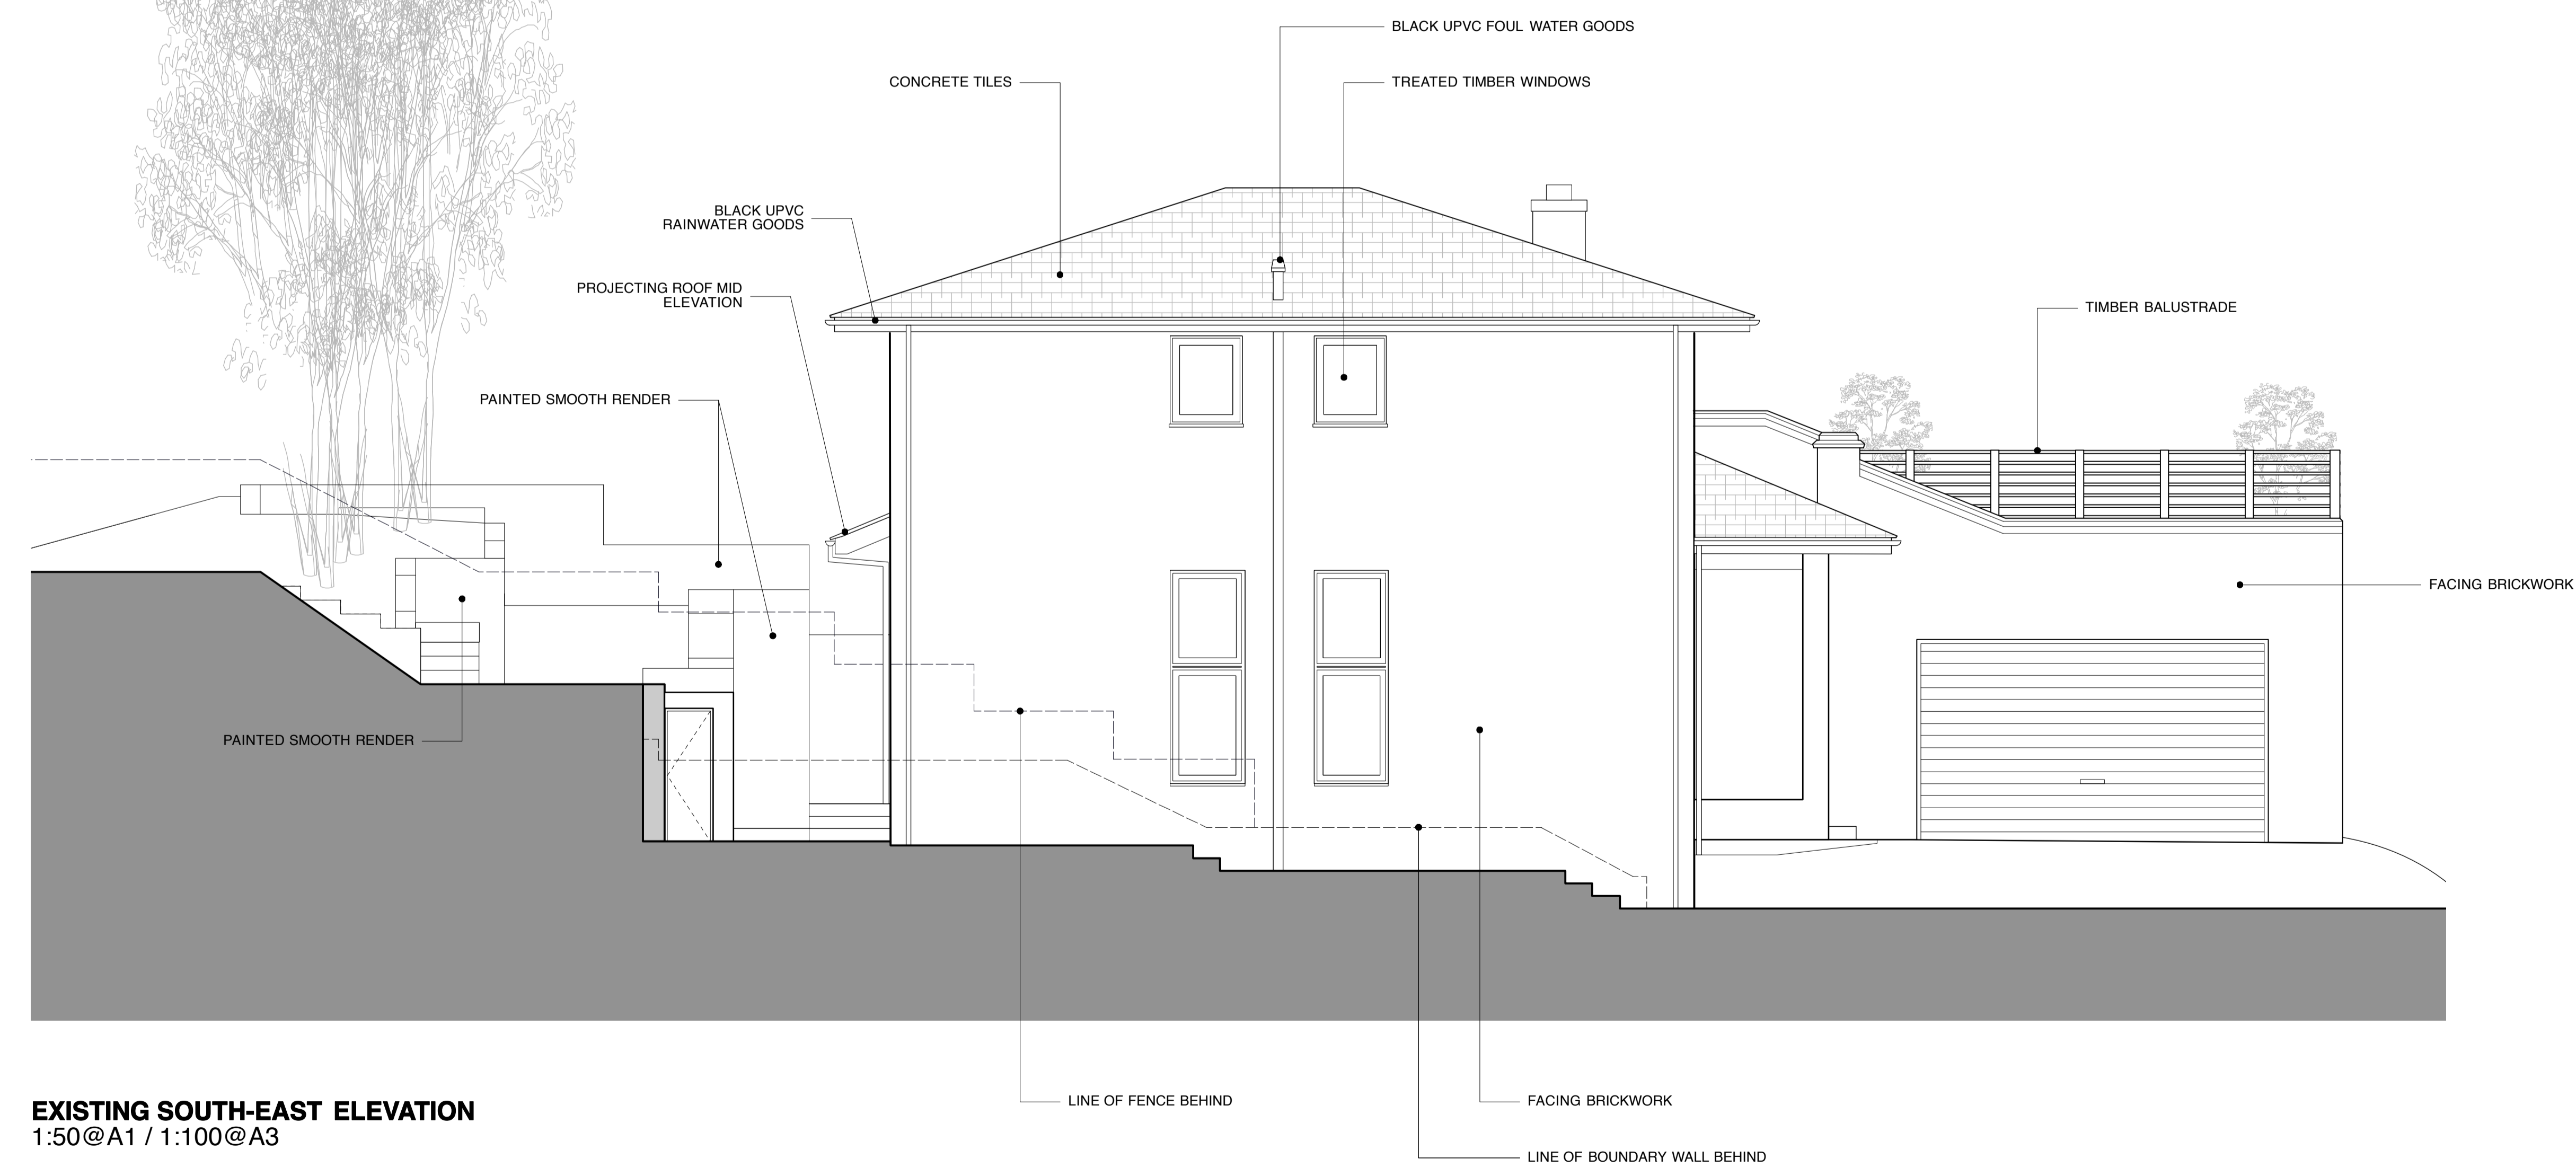 BLACK UPVC FOUL WATER GOODS
CONCRETE TILES
TREATED TIMBER WINDOWS
BLACK UPVC
RAINWATER GOODS
PROJECTING ROOF MID
ELEVATION
TIMBER BALUSTRADE
PAINTED SMOOTH RENDER
FACING BRICKWORK
PAINTED SMOOTH RENDER
LINE OF FENCE BEHIND
FACING BRICKWORK
LINE OF BOUNDARY WALL BEHIND
EXISTING SOUTH-EAST ELEVATION
1:50@A1 / 1:100@A3